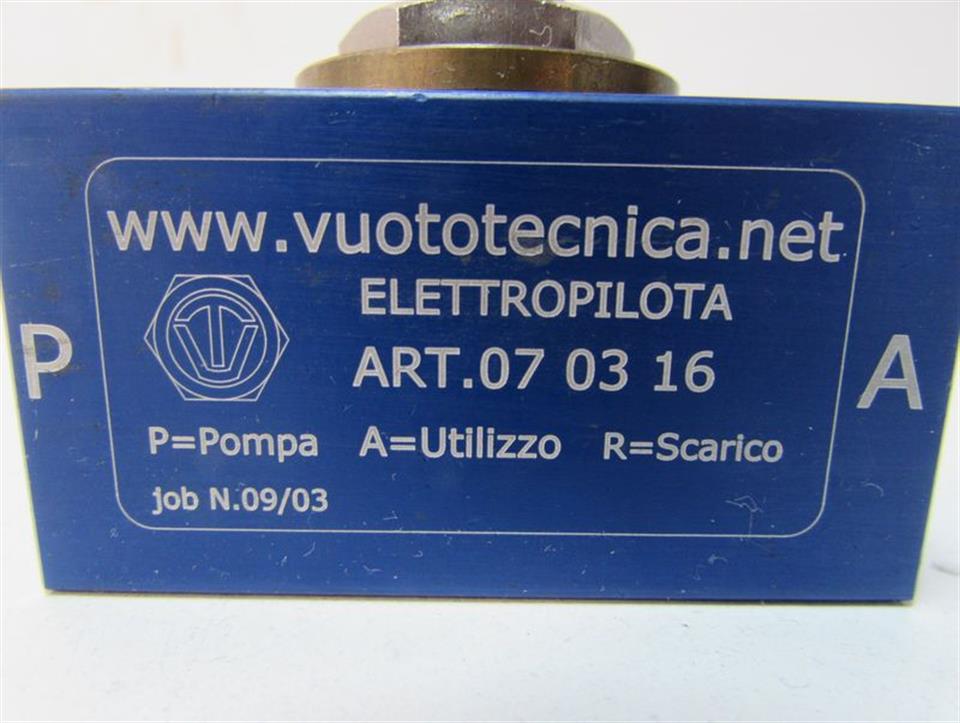 www.vuototecnica.net
ELETTROPILOTA
P
ART.07 03 16
A
P=Pompa A=Utilizzo R=Scarico
job N.09/03